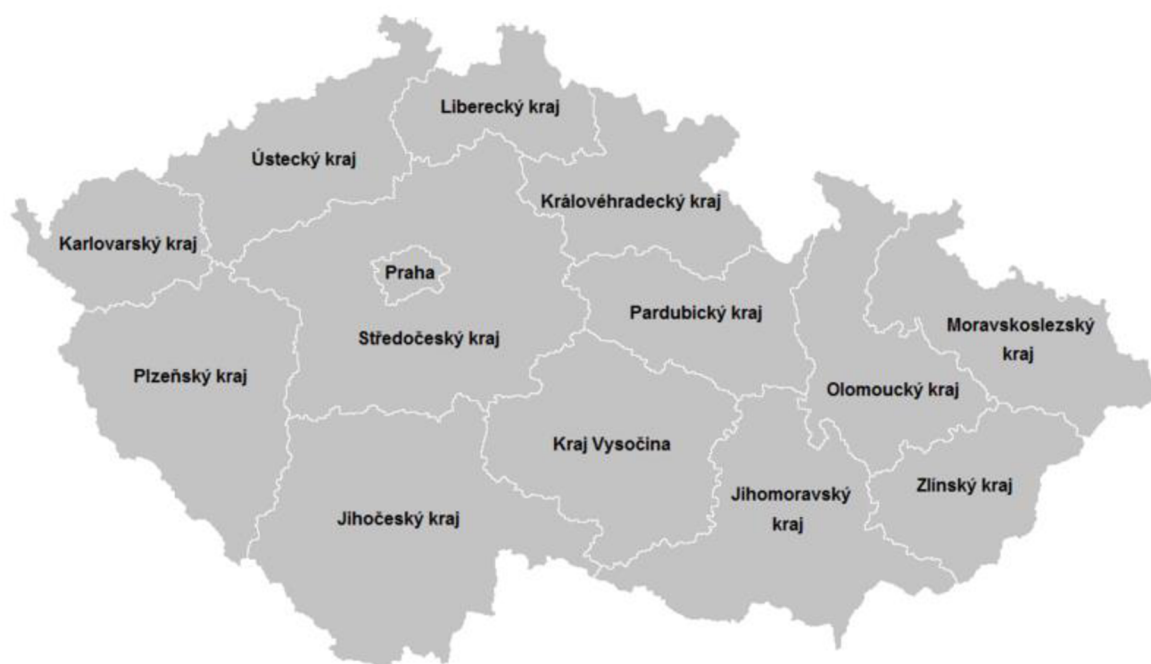 Liberecký kraj
Ústecký kraj
Královéhradecký kraj
Karlovarský kraj
Praha
Pardubický kraj
Středočeský kraj
Moravskoslezský
kraj
Plzeňský kraj
Olomoucký kraj
Kraj Vysočina
Zlínský kraj
Jihomoravský
kraj
Jihočeský kraj